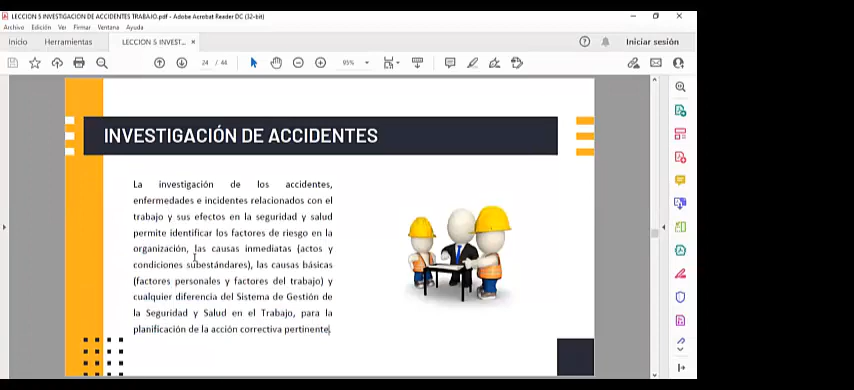 LECCION 5 INVESTIGACION DE ACCIDENTES TRABAJO.pdf - Adobe Acrobat Reader DC (32-bit)
Archivo Edición Ver Firmar Ventana Ayuda
Inicio Herramientas LECCION 5 INVEST... × Iniciar sesión
24 / 44 95%
INVESTIGACIÓN DE ACCIDENTES
La investigación de los accidentes,
enfermedades e incidentes relacionados con el
trabajo y sus efectos en la seguridad y salud
permite identificar los factores de riesgo en la
organización, las causas inmediatas (actos y
condiciones subestándares), las causas básicas
(factores personales y factores del trabajo) y
cualquier diferencia del Sistema de Gestión de
la Seguridad y Salud en el Trabajo, para la
planificación de la acción correctiva pertinente.